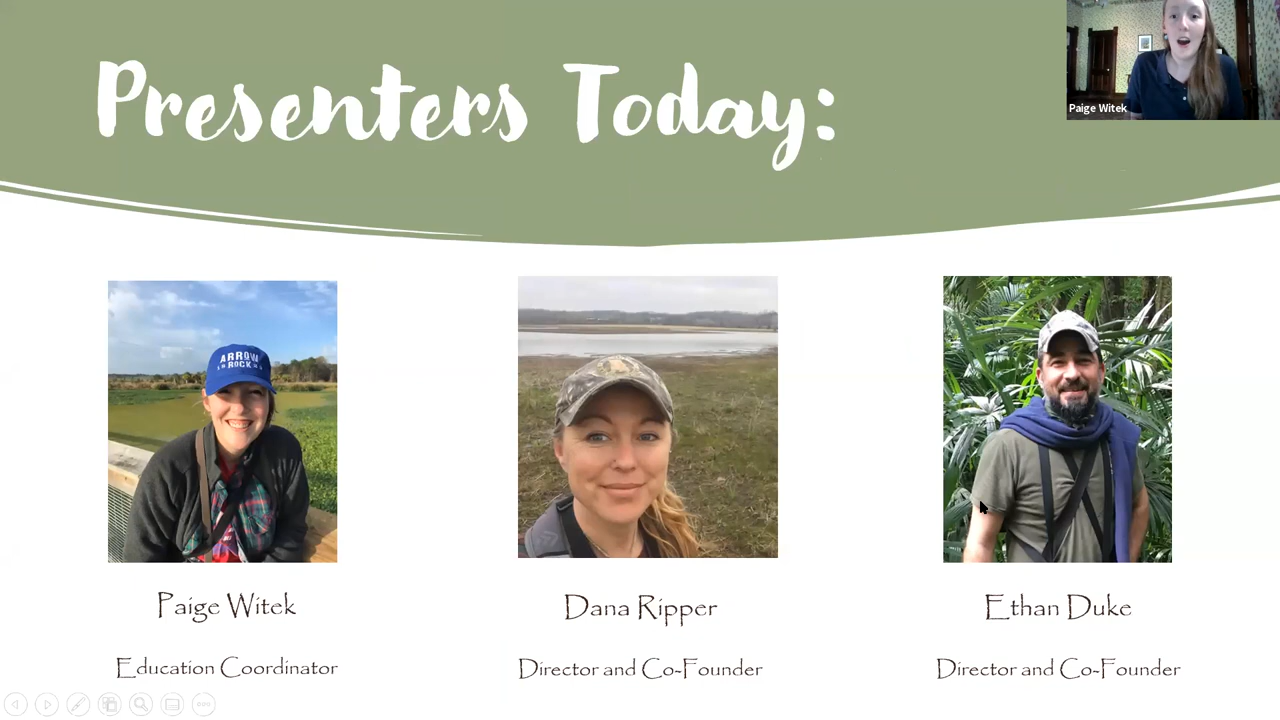 Presenters Today:
Paige Witek
ARROW
ROCK
Paige Witek
Dana Ripper
Ethan Duke
Education Coordinator
Director and Co-Founder
Director and Co-Founder